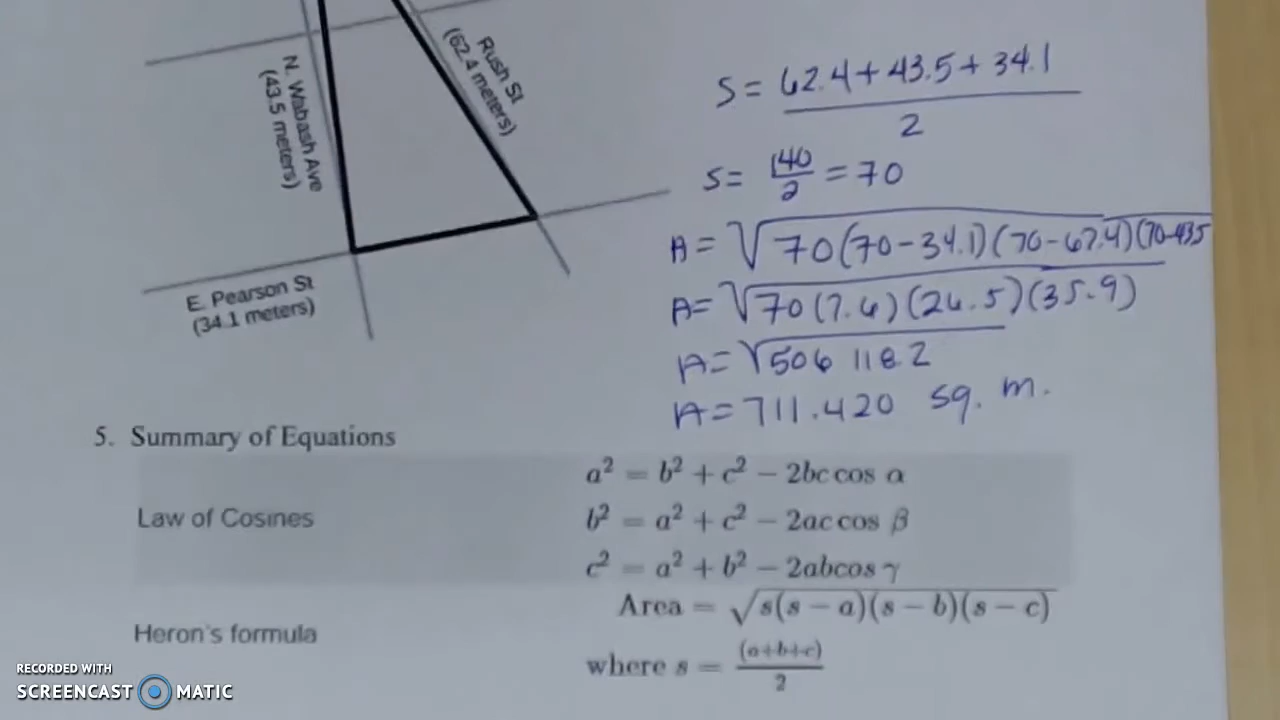 N. Wabash Ave
(43.5 meters)
Rush St
(62.4 meters)
E. Pearson St
(34.1 meters)
S = 62.4 + 43.5 + 34.1
2
S = 140/2 = 70
A = √70(70-34.1)(70-62.4)(70-43.5
A = √70(7.6)(26.5)(35.9)
A = √506 118.2
A = 711.420 sq. m.
5. Summary of Equations
Law of Cosines
a² = b² + c² − 2bc cos α
b² = a² + c² − 2ac cos β
c² = a² + b² − 2abcos γ
Heron's formula
Area = √s(s − a)(s − b)(s − c)
where s = (a+b+c)/2
RECORDED WITH
SCREENCAST MATIC